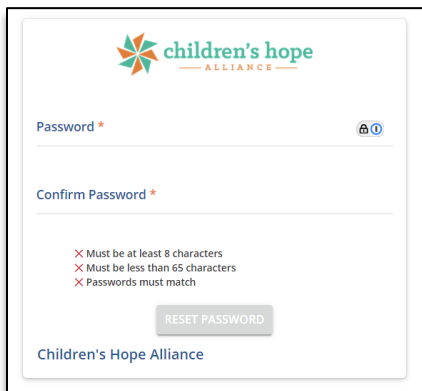 children's hope
ALLIANCE
Password *
Confirm Password *
Must be at least 8 characters
Must be less than 65 characters
Passwords must match
RESET PASSWORD
Children's Hope Alliance